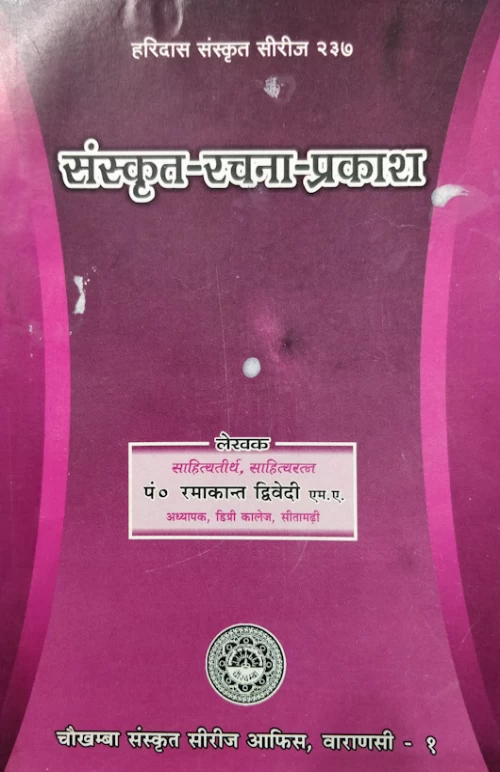 हरिदास संस्कृत सीरीज २३७
संस्कृत-रचना-प्रकाश
लेखक
साहित्यतीर्थ, साहित्यरत्न
पं० रमाकान्त द्विवेदी एम.ए.
अध्यापक, डिग्री कालेज, सीतामढ़ी
चौखम्बा संस्कृत सीरीज आफिस, वाराणसी - १